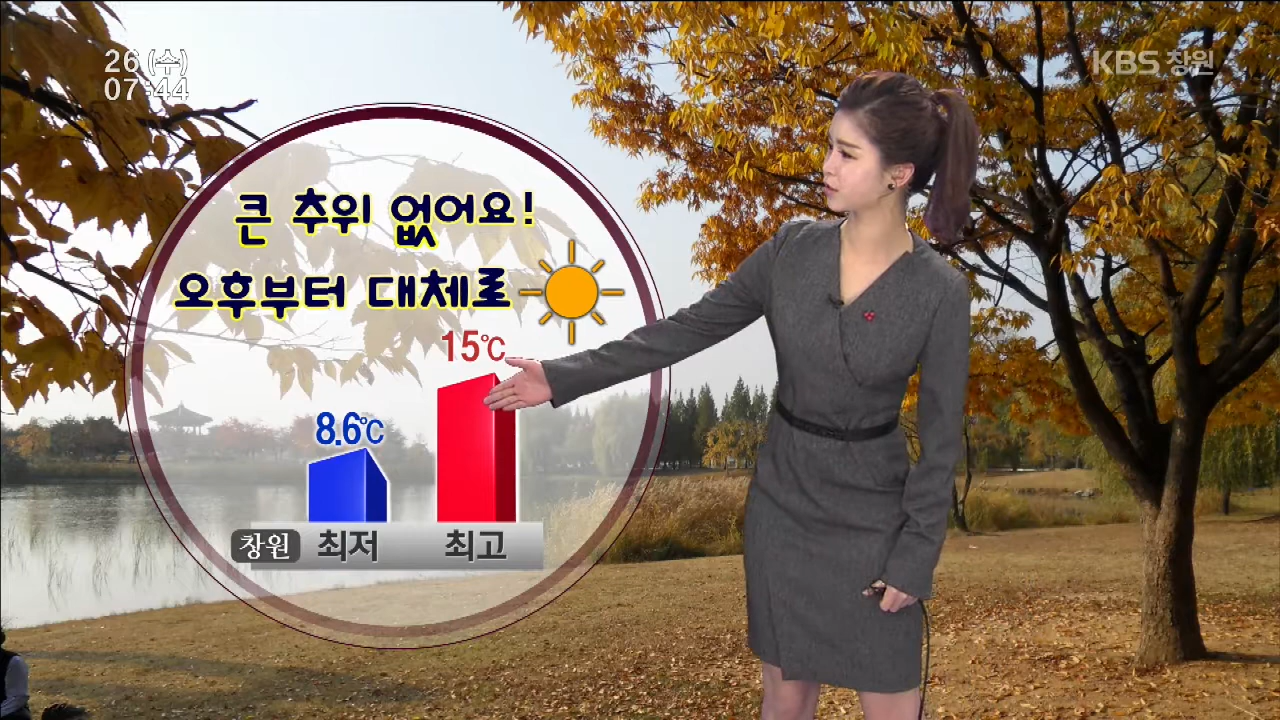 26(수)
07:44
KBS 창원
큰 추위 없어요!
오후부터 대체로
15℃
8.6℃
창원 최저 최고